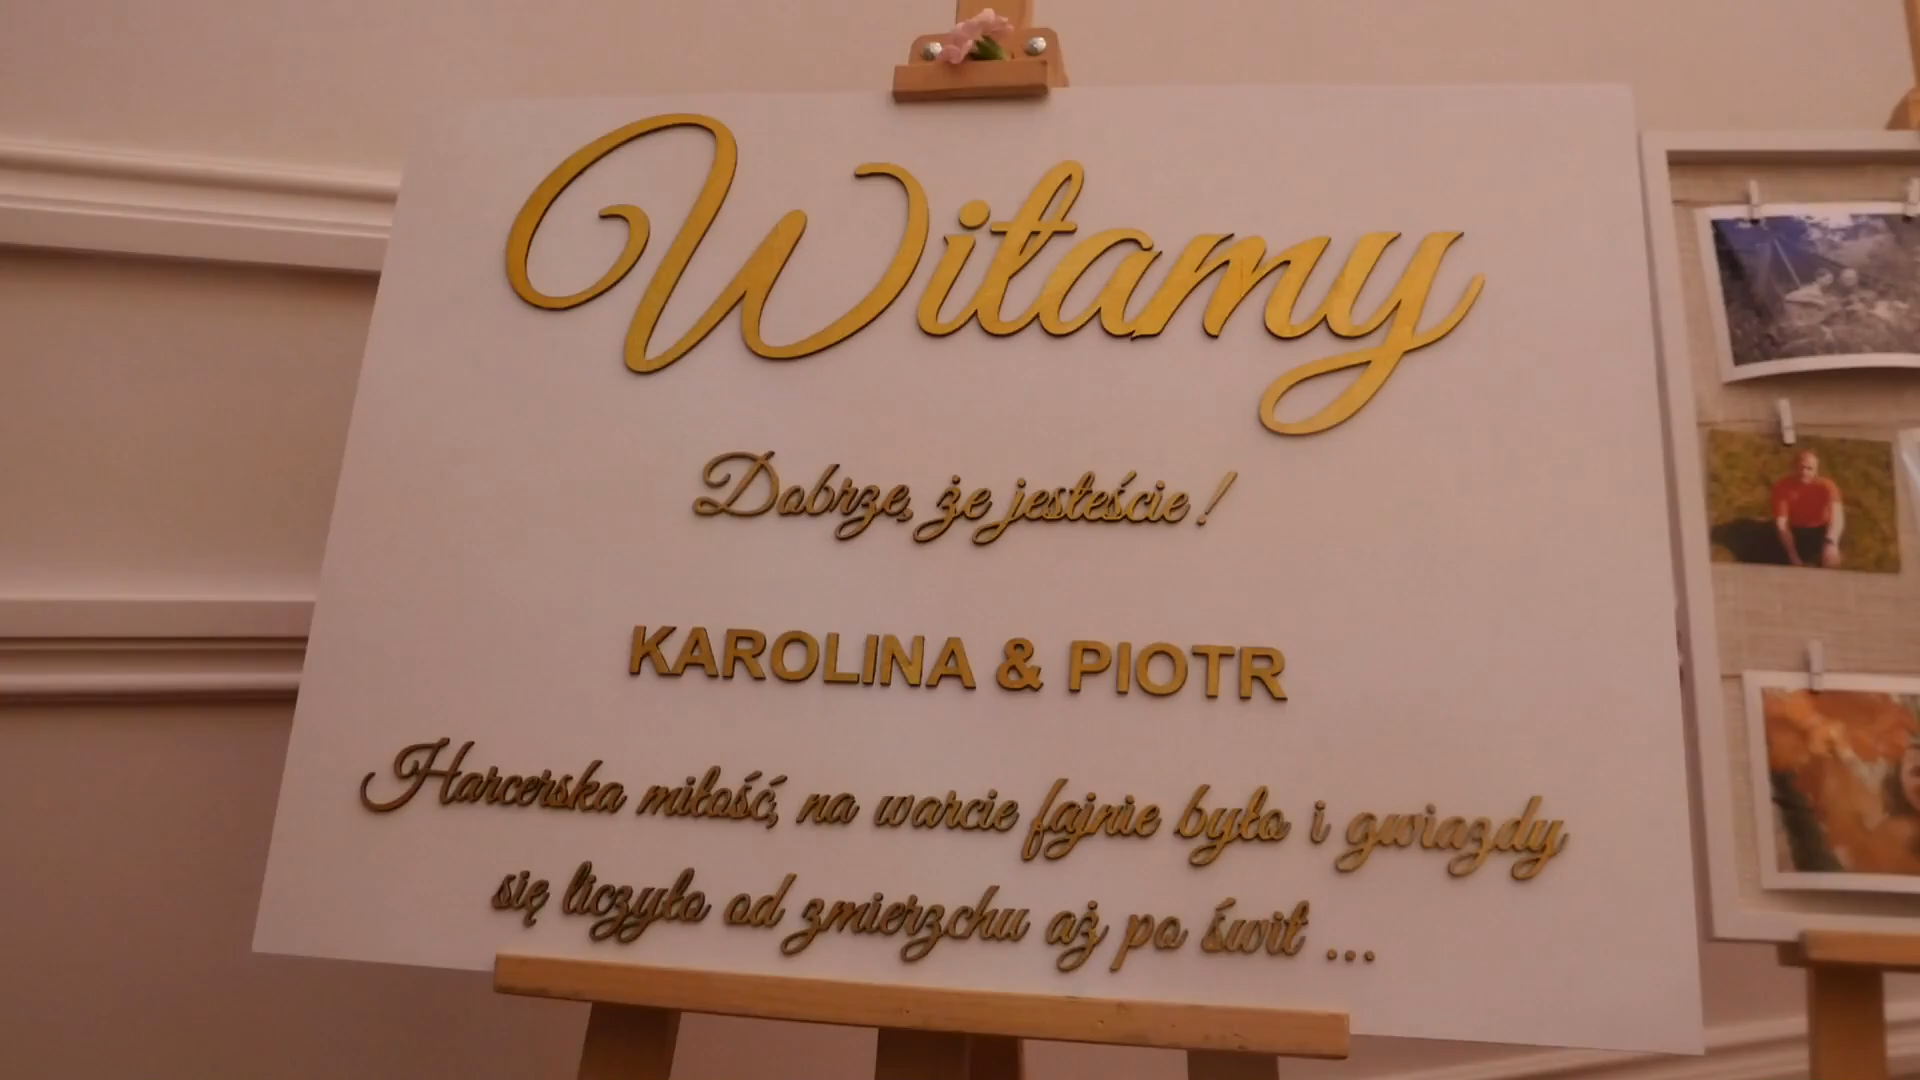 Witamy
Dobrze, że jesteście!
KAROLINA & PIOTR
Harcerska miłość, na warcie fajnie było i gwiazdy
się liczyło od zmierzchu aż po świt ...